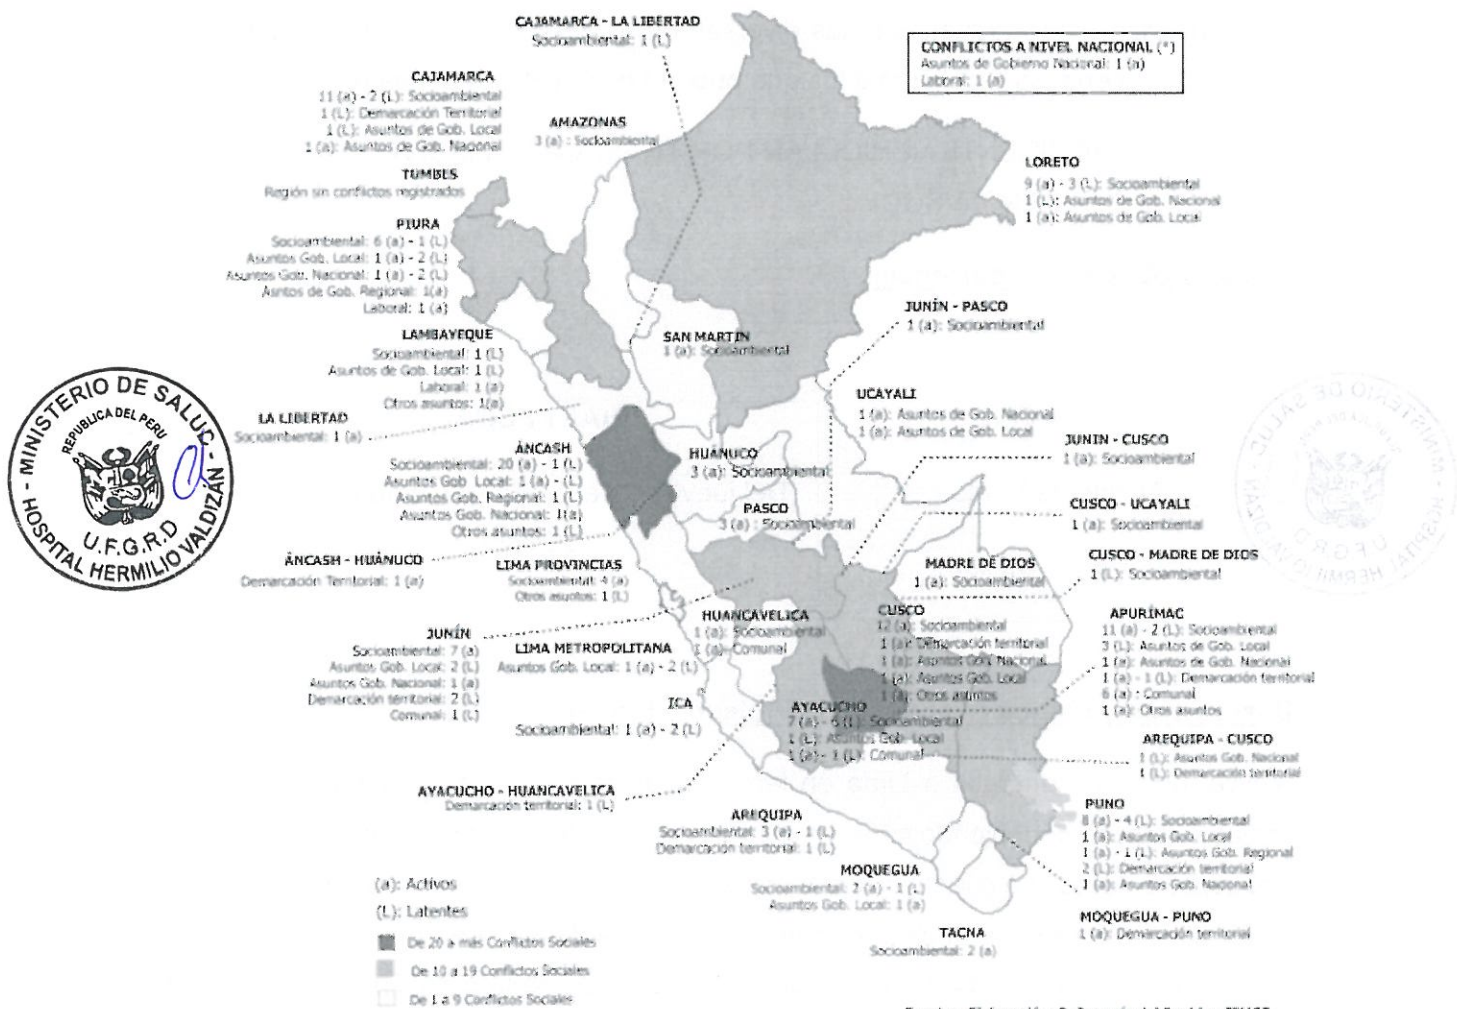 CAJAMARCA - LA LIBERTAD
Socioambiental: 1 (L)
CONFLICTOS A NIVEL NACIONAL (*)
Asuntos de Gobierno Nacional: 1 (a)
Laboral: 1 (a)
CAJAMARCA
11 (a) - 2 (L): Socioambiental
1 (L): Demarcación Territorial
1 (L): Asuntos de Gob. Local
1 (a): Asuntos de Gob. Nacional
AMAZONAS
3 (a) : Socioambiental
TUMBES
Región sin conflictos registrados
LORETO
9 (a) - 3 (L): Socioambiental
1 (L): Asuntos de Gob. Nacional
1 (a): Asuntos de Gob. Local
PIURA
Socioambiental: 6 (a) - 1 (L)
Asuntos Gob. Local: 1 (a) - 2 (L)
Asuntos Gob. Nacional: 1 (a) - 2 (L)
Asntos de Gob. Regional: 1(a)
Laboral: 1 (a)
JUNÍN - PASCO
1 (a): Socioambiental
LAMBAYEQUE
Socioambiental: 1 (L)
Asuntos de Gob. Local: 1 (L)
Laboral: 1 (a)
Otros asuntos: 1(a)
SAN MARTIN
1 (a): Socioambiental
UCAYALI
1 (a): Asuntos de Gob. Nacional
1 (a): Asuntos de Gob. Local
LA LIBERTAD
Socioambiental: 1 (a)
JUNIN - CUSCO
1 (a): Socioambiental
ÁNCASH
Socioambiental: 20 (a) - 1 (L)
Asuntos Gob Local: 1 (a) - (L)
Asuntos Gob. Regional: 1 (L)
Asuntos Gob. Nacional: 1(a)
Otros asuntos: 1 (L)
HUÁNUCO
3 (a): Socioambiental
PASCO
3 (a) : Socioambiental
CUSCO - UCAYALI
1 (a): Socioambiental
ÁNCASH - HUÁNUCO
Demarcación Territorial: 1 (a)
LIMA PROVINCIAS
Socioambiental: 4 (a)
Otros asuntos: 1 (L)
MADRE DE DIOS
1 (a): Socioambiental
CUSCO - MADRE DE DIOS
1 (L): Socioambiental
HUANCAVELICA
1 (a): Socioambiental
1 (a): Comunal
CUSCO
12 (a): Socioambiental
1 (a): Demarcación territorial
1 (a): Asuntos Gob. Nacional
1 (a): Asuntos Gob. Local
1 (a): Otros asuntos
APURÍMAC
11 (a) - 2 (L): Socioambiental
3 (L): Asuntos de Gob. Local
1 (a): Asuntos de Gob. Nacional
1 (a) - 1 (L): Demarcación territorial
6 (a) : Comunal
1 (a): Otros asuntos
JUNÍN
Socioambiental: 7 (a)
Asuntos Gob. Local: 2 (L)
Asuntos Gob. Nacional: 1 (a)
Demarcación territorial: 2 (L)
Comunal: 1 (L)
LIMA METROPOLITANA
Asuntos Gob. Local: 1 (a) - 2 (L)
ICA
Socioambiental: 1 (a) - 2 (L)
AYACUCHO
7 (a) - 6 (L): Socioambiental
1 (L): Asuntos Gob. Local
1 (a) - 1 (L): Comunal
AREQUIPA - CUSCO
1 (L): Asuntos Gob. Nacional
1 (L): Demarcación territorial
AYACUCHO - HUANCAVELICA
Demarcación territorial: 1 (L)
AREQUIPA
Socioambiental: 3 (a) - 1 (L)
Demarcación territorial: 1 (L)
PUNO
8 (a) - 4 (L): Socioambiental
1 (a): Asuntos Gob. Local
1 (a) - 1 (L): Asuntos Gob. Regional
2 (L): Demarcación territorial
1 (a): Asuntos Gob. Nacional
MOQUEGUA
Socioambiental: 2 (a) - 1 (L)
Asuntos Gob. Local: 1 (a)
MOQUEGUA - PUNO
1 (a): Demarcación territorial
TACNA
Socioambiental: 2 (a)
(a): Activos
(L): Latentes
De 20 a más Conflictos Sociales
De 10 a 19 Conflictos Sociales
De 1 a 9 Conflictos Sociales
- MINISTERIO DE SALUD -
REPUBLICA DEL PERU
U.F.G.R.D
HOSPITAL HERMILIO VALDIZÁN